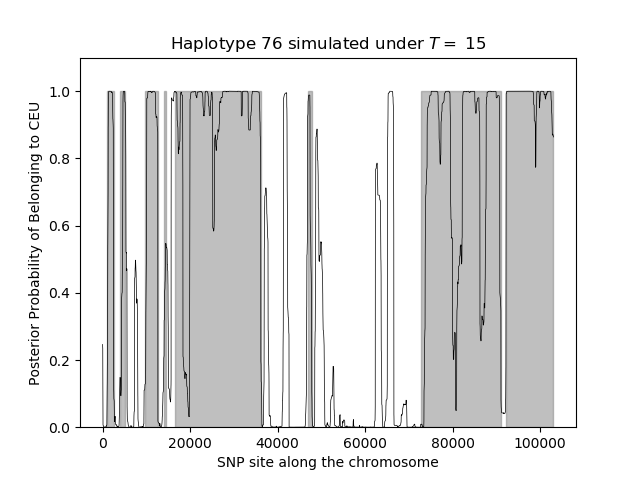 Haplotype 76 simulated under T = 15
Posterior Probability of Belonging to CEU
1.0
0.8
0.6
0.4
0.2
0.0
0 20000 40000 60000 80000 100000
SNP site along the chromosome